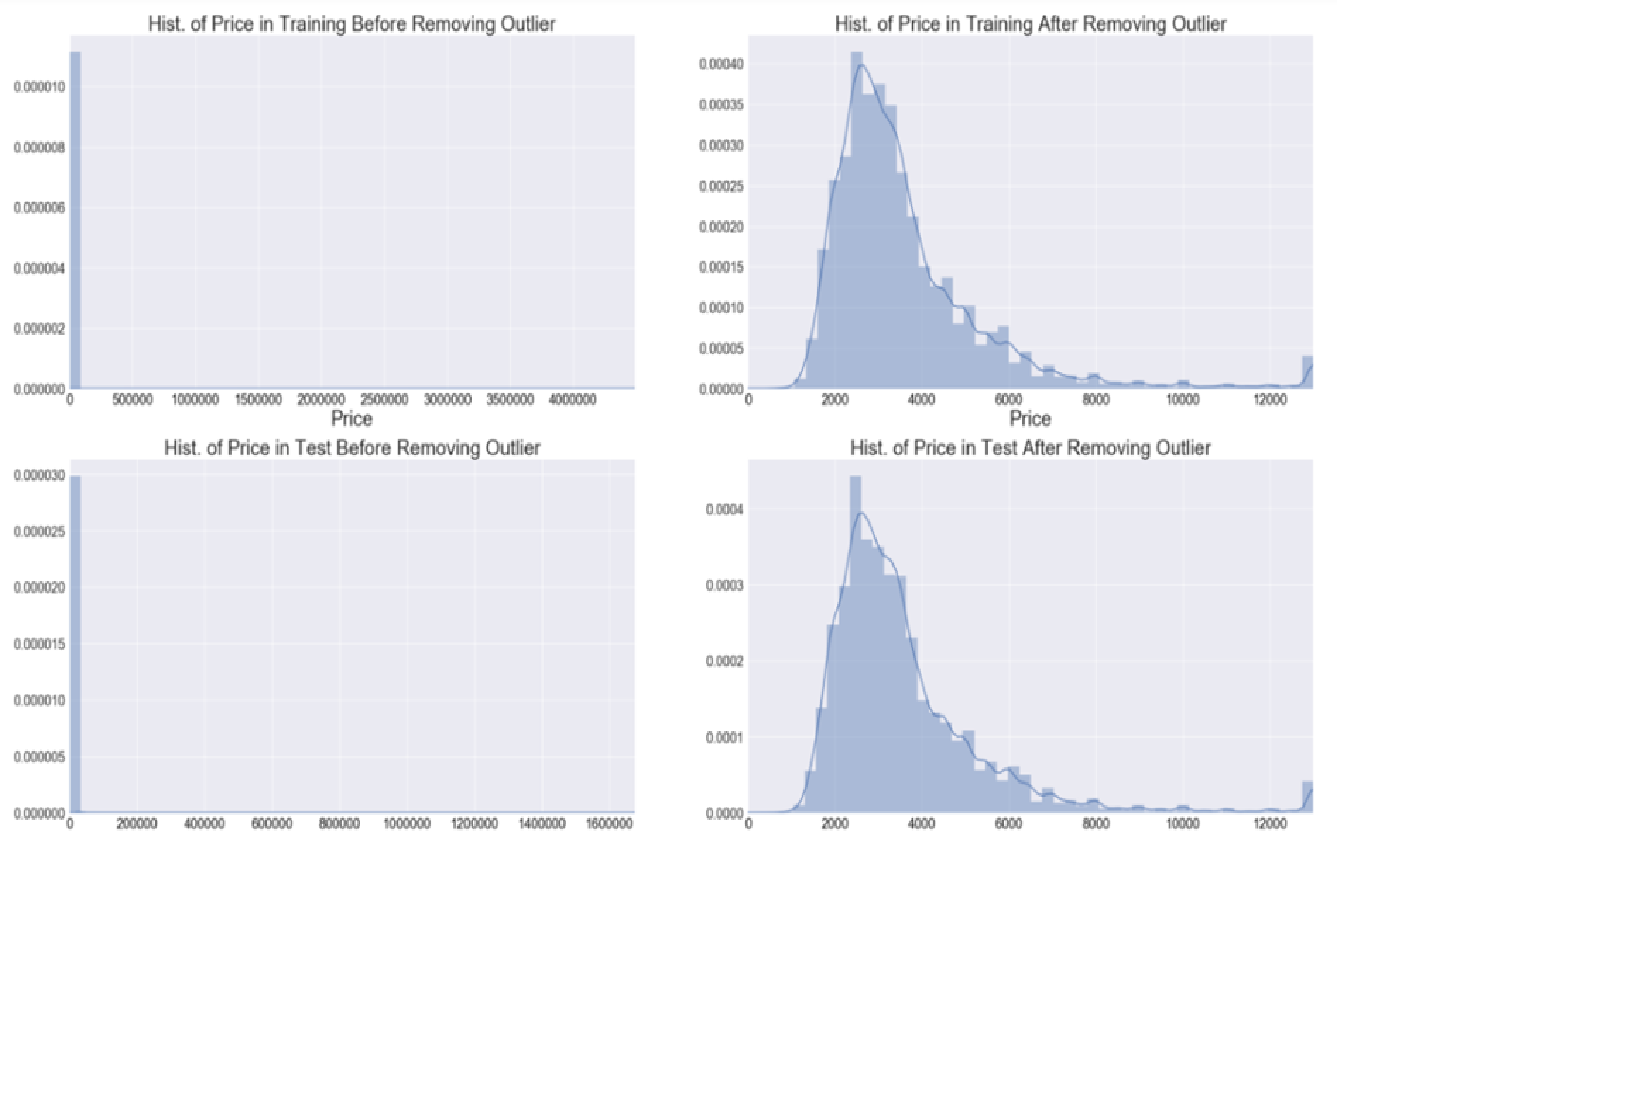 Hist. of Price in Training Before Removing Outlier
0.000010
0.000008
0.000006
0.000004
0.000002
0.000000
0 500000 1000000 1500000 2000000 2500000 3000000 3500000 4000000
Price
Hist. of Price in Training After Removing Outlier
0.00040
0.00035
0.00030
0.00025
0.00020
0.00015
0.00010
0.00005
0.00000
0 2000 4000 6000 8000 10000 12000
Price
Hist. of Price in Test Before Removing Outlier
0.000030
0.000025
0.000020
0.000015
0.000010
0.000005
0.000000
0 200000 400000 600000 800000 1000000 1200000 1400000 1600000
Hist. of Price in Test After Removing Outlier
0.0004
0.0003
0.0002
0.0001
0.0000
0 2000 4000 6000 8000 10000 12000